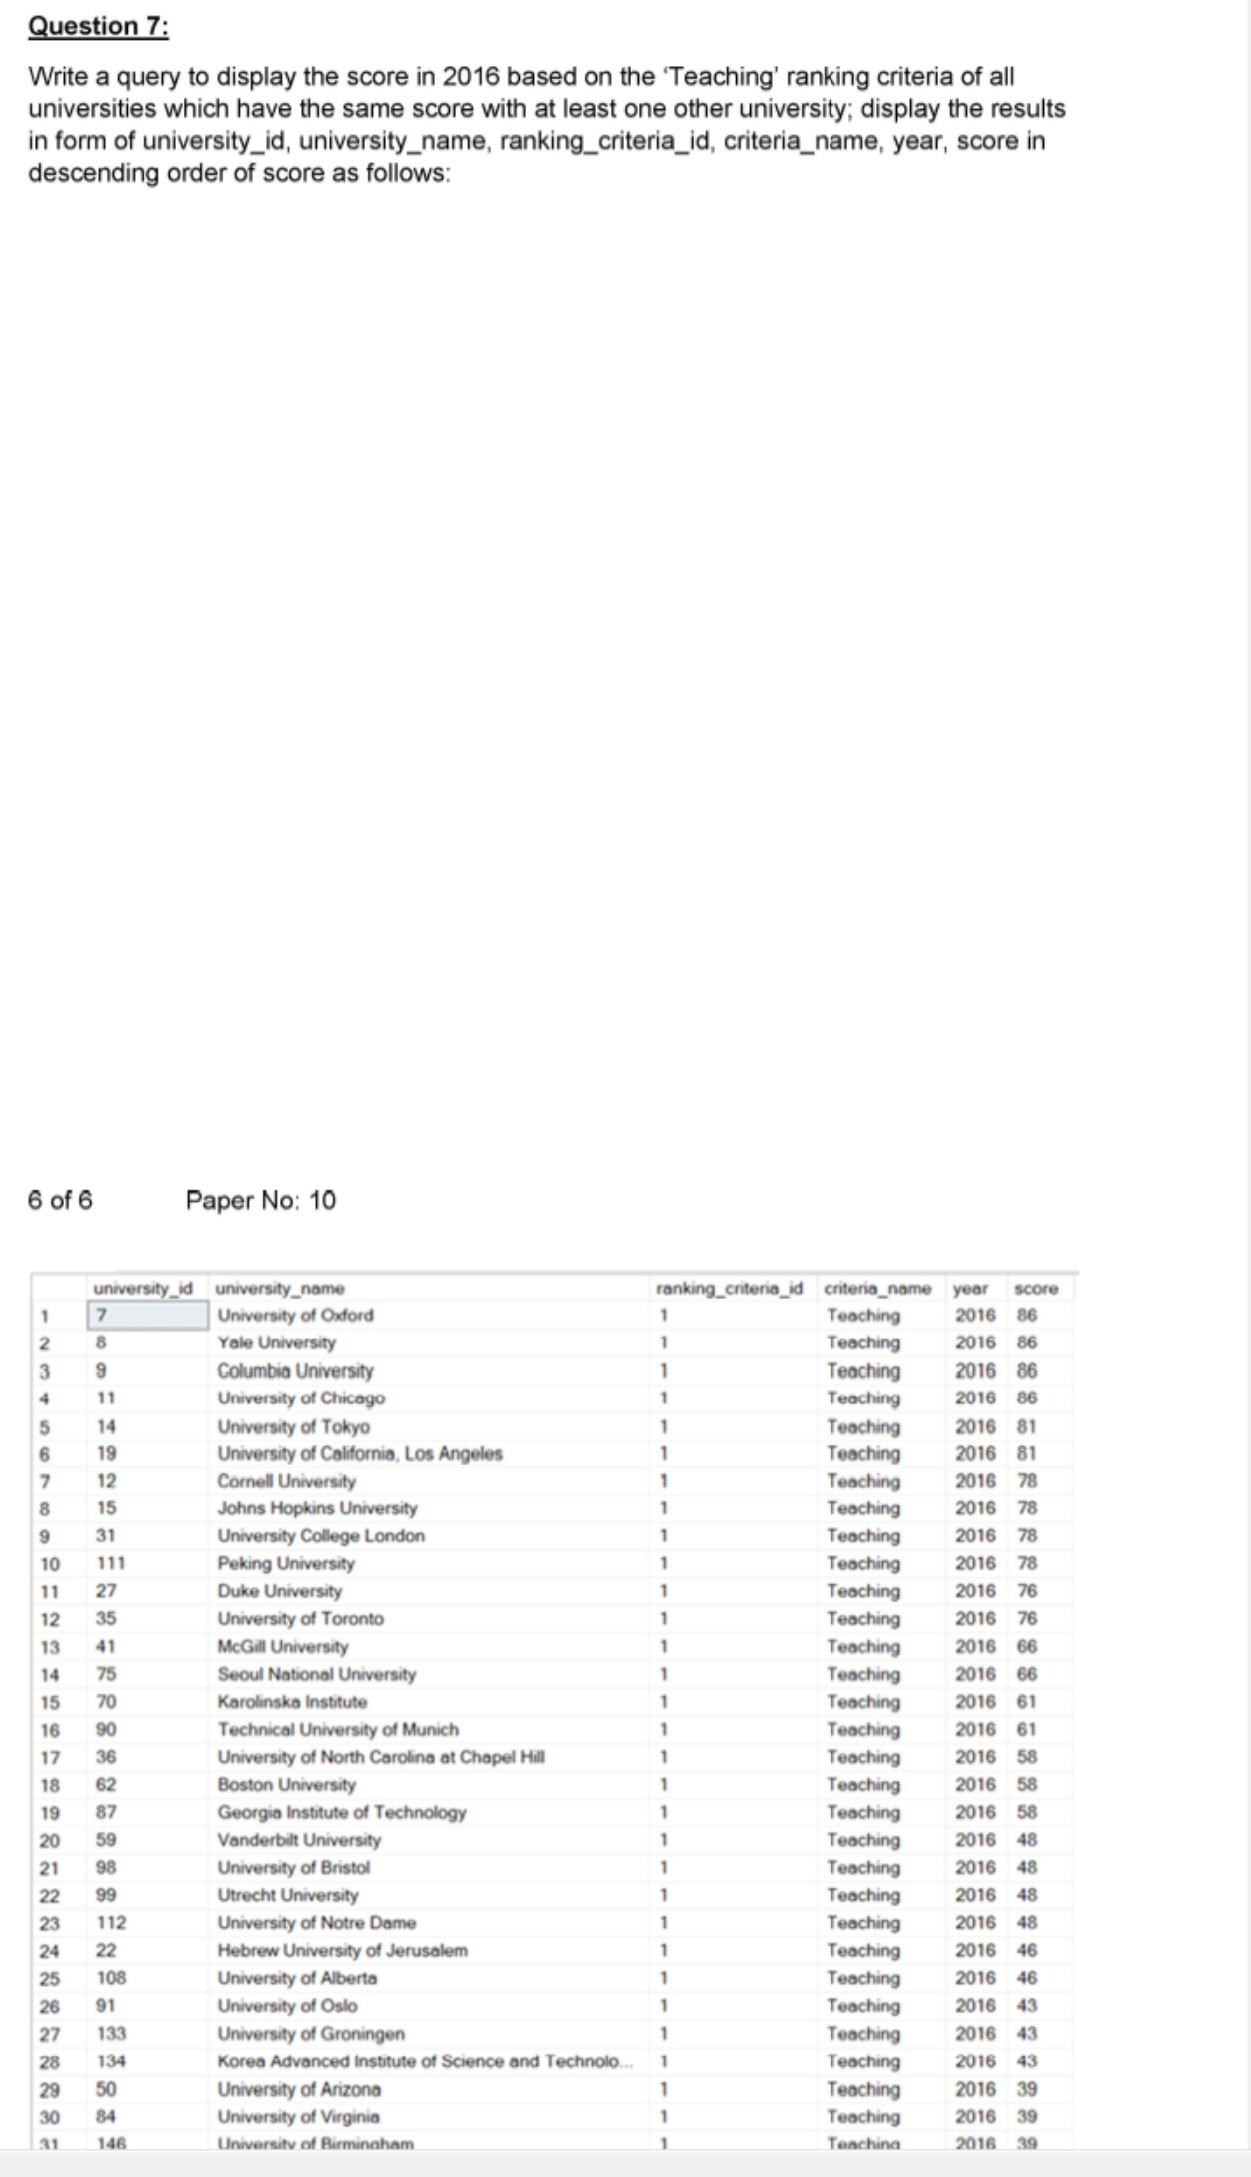 Question 7:
Write a query to display the score in 2016 based on the ‘Teaching’ ranking criteria of all
universities which have the same score with at least one other university; display the results
in form of university_id, university_name, ranking_criteria_id, criteria_name, year, score in
descending order of score as follows:
6 of 6 Paper No: 10
university_id university_name ranking_criteria_id criteria_name year score
1 7 University of Oxford 1 Teaching 2016 86
2 8 Yale University 1 Teaching 2016 86
3 9 Columbia University 1 Teaching 2016 86
4 11 University of Chicago 1 Teaching 2016 86
5 14 University of Tokyo 1 Teaching 2016 81
6 19 University of California, Los Angeles 1 Teaching 2016 81
7 12 Cornell University 1 Teaching 2016 78
8 15 Johns Hopkins University 1 Teaching 2016 78
9 31 University College London 1 Teaching 2016 78
10 111 Peking University 1 Teaching 2016 78
11 27 Duke University 1 Teaching 2016 76
12 35 University of Toronto 1 Teaching 2016 76
13 41 McGill University 1 Teaching 2016 66
14 75 Seoul National University 1 Teaching 2016 66
15 70 Karolinska Institute 1 Teaching 2016 61
16 90 Technical University of Munich 1 Teaching 2016 61
17 36 University of North Carolina at Chapel Hill 1 Teaching 2016 58
18 62 Boston University 1 Teaching 2016 58
19 87 Georgia Institute of Technology 1 Teaching 2016 58
20 59 Vanderbilt University 1 Teaching 2016 48
21 98 University of Bristol 1 Teaching 2016 48
22 99 Utrecht University 1 Teaching 2016 48
23 112 University of Notre Dame 1 Teaching 2016 48
24 22 Hebrew University of Jerusalem 1 Teaching 2016 46
25 108 University of Alberta 1 Teaching 2016 46
26 91 University of Oslo 1 Teaching 2016 43
27 133 University of Groningen 1 Teaching 2016 43
28 134 Korea Advanced Institute of Science and Technolo... 1 Teaching 2016 43
29 50 University of Arizona 1 Teaching 2016 39
30 84 University of Virginia 1 Teaching 2016 39
31 146 University of Birmingham 1 Teaching 2016 39